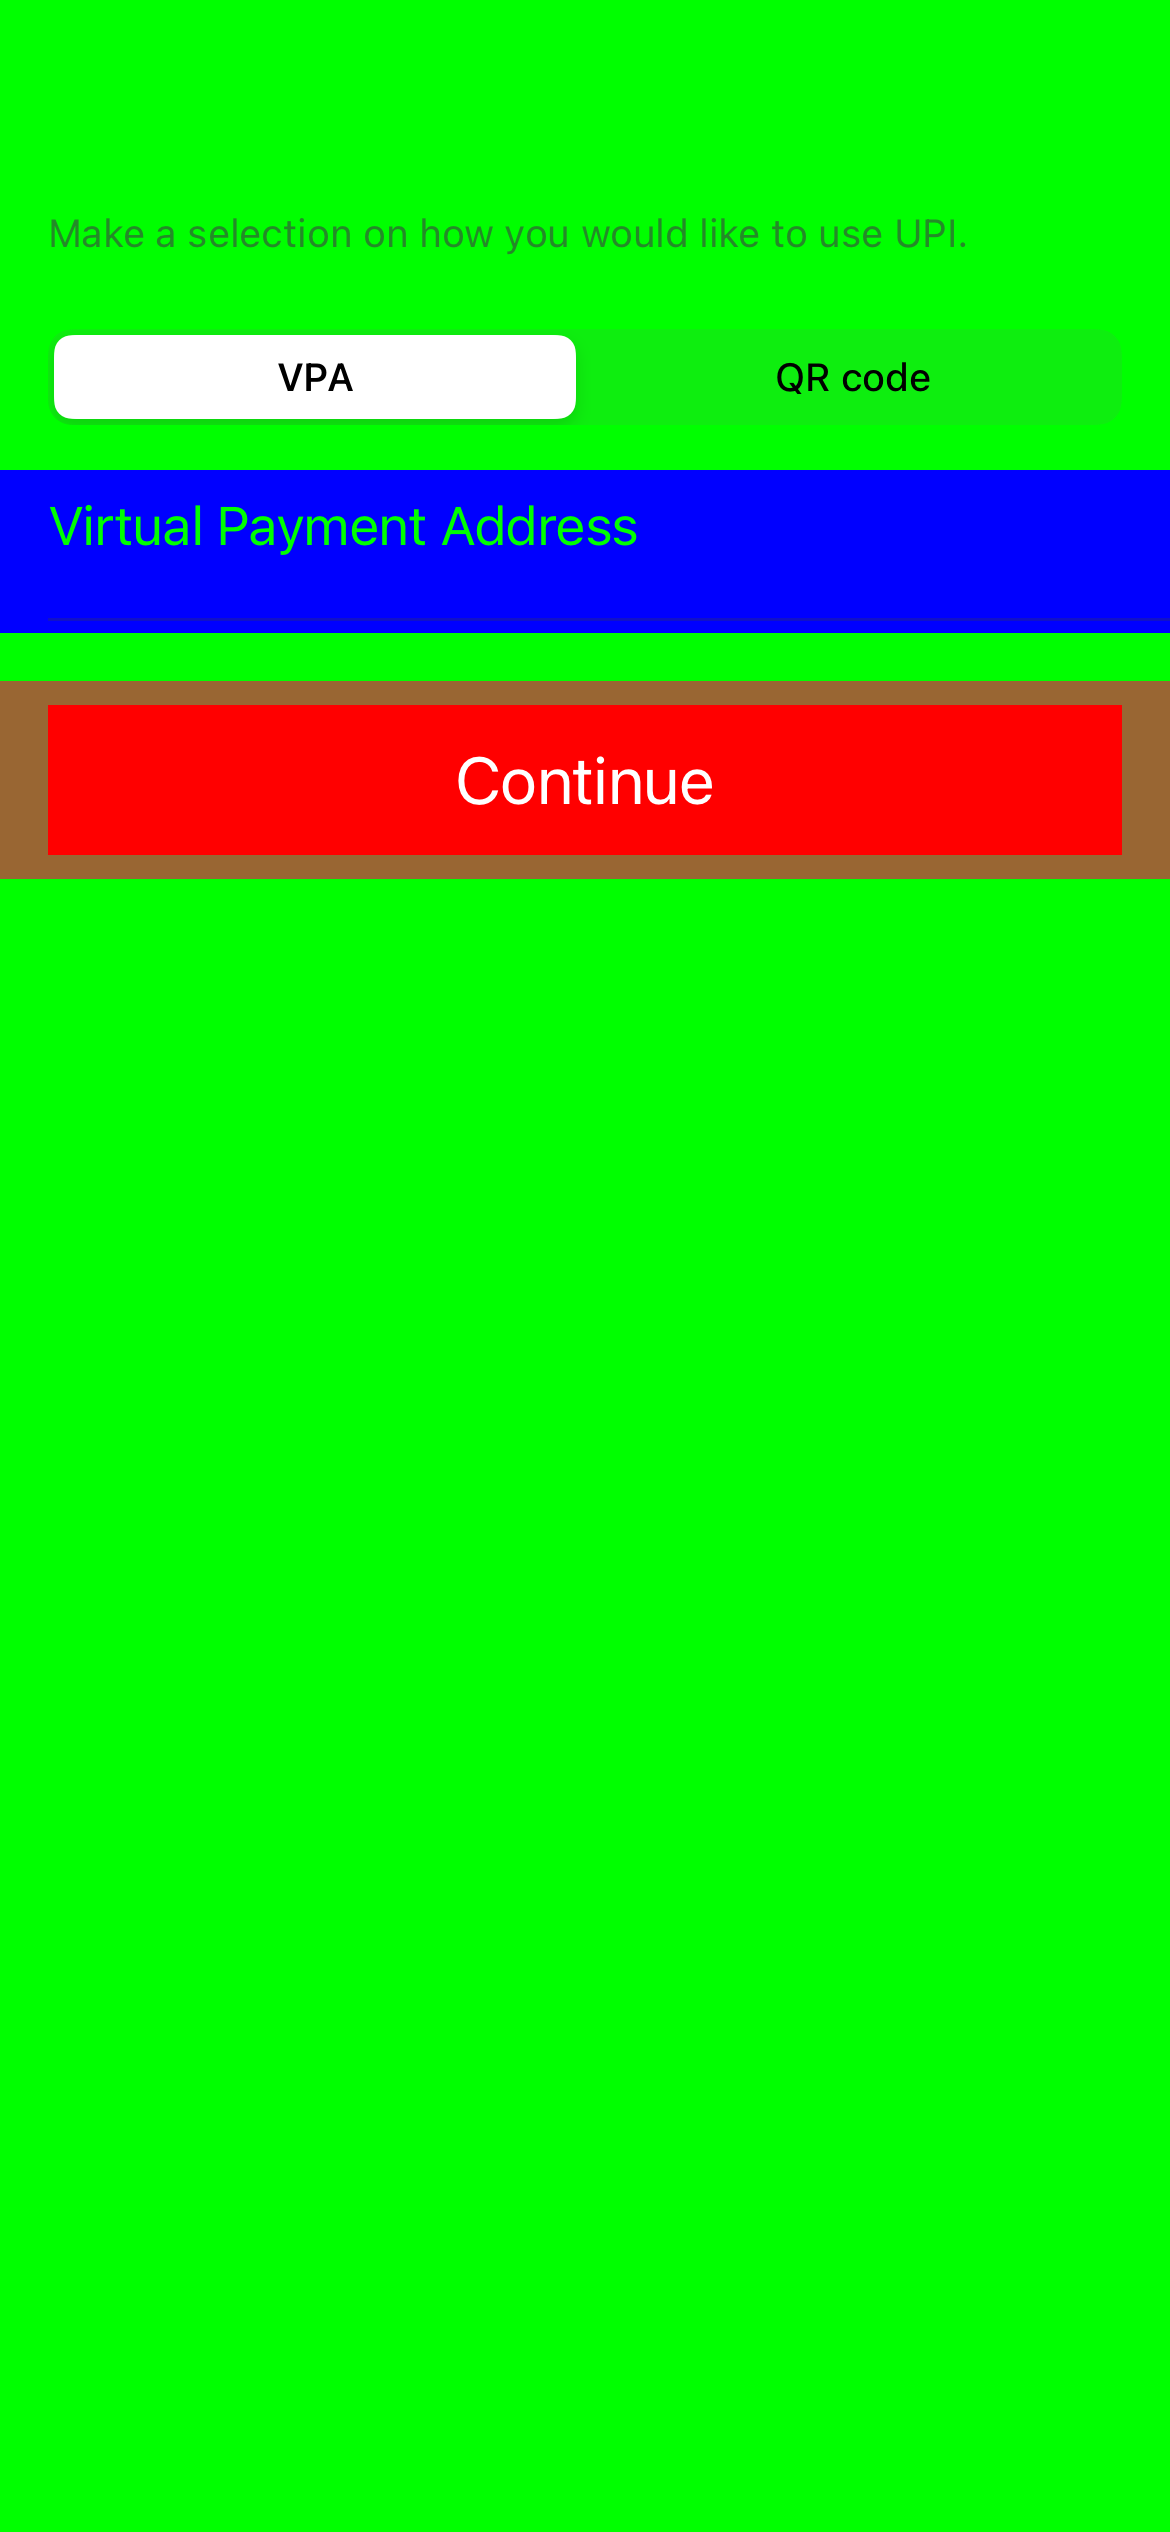 Make a selection on how you would like to use UPI.
VPA
QR code
Virtual Payment Address
Continue